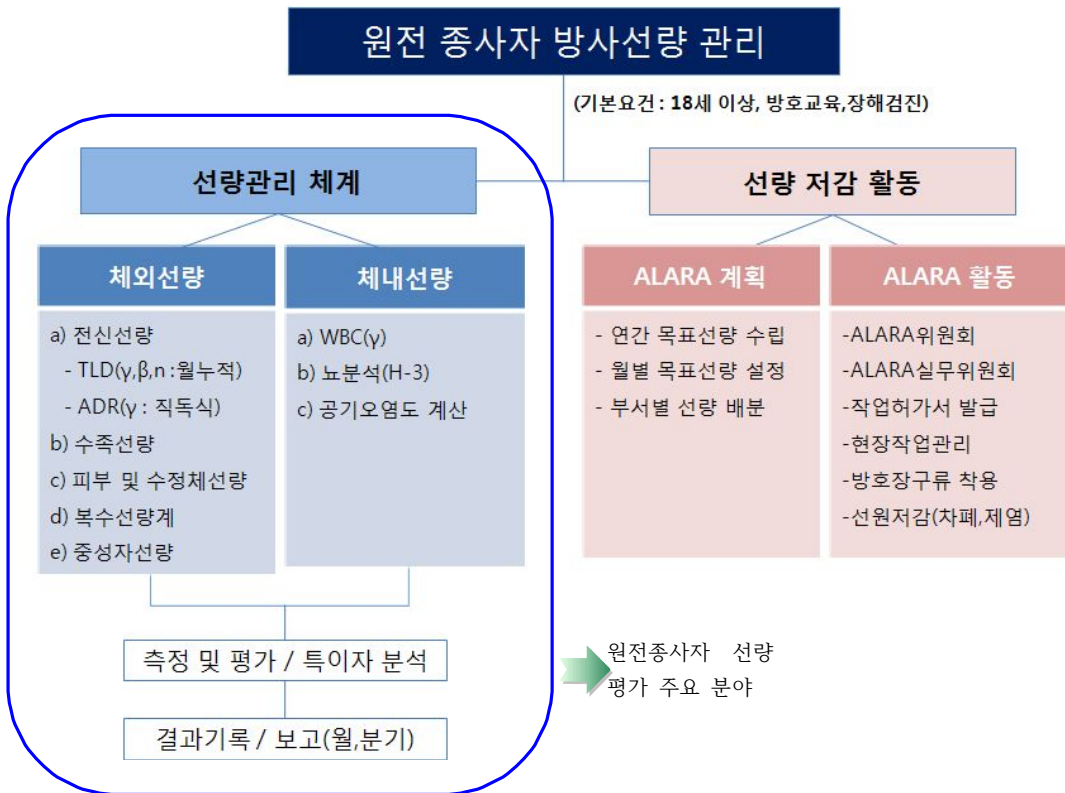 원전 종사자 방사선량 관리
(기본요건 : 18세 이상, 방호교육,장해검진)
선량관리 체계
체외선량
a) 전신선량
- TLD(γ,β,n :월누적)
- ADR(γ : 직독식)
b) 수족선량
c) 피부 및 수정체선량
d) 복수선량계
e) 중성자선량
체내선량
a) WBC(γ)
b) 뇨분석(H-3)
c) 공기오염도 계산
측정 및 평가 / 특이자 분석
결과기록 / 보고(월,분기)
원전종사자 선량
평가 주요 분야
선량 저감 활동
ALARA 계획
- 연간 목표선량 수립
- 월별 목표선량 설정
- 부서별 선량 배분
ALARA 활동
-ALARA위원회
-ALARA실무위원회
-작업허가서 발급
-현장작업관리
-방호장구류 착용
-선원저감(차폐,제염)